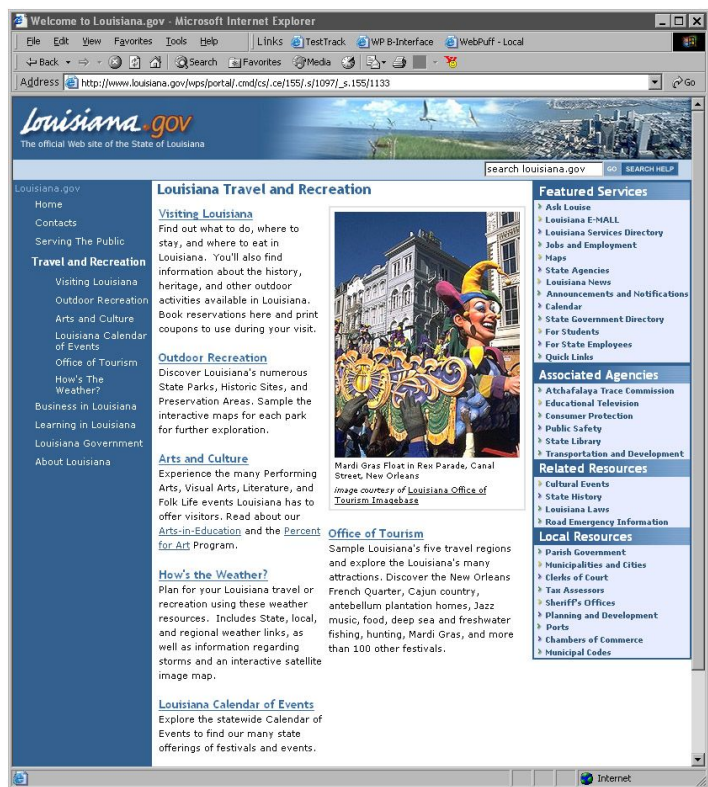 Welcome to Louisiana.gov - Microsoft Internet Explorer
File Edit View Favorites Tools Help Links TestTrack WP B-Interface WebPuff - Local
Back Search Favorites Media
Address http://www.louisiana.gov/wps/portal/.cmd/cs/.ce/155/.s/1097/_s.155/1133 Go
Louisiana.gov
The official Web site of the State of Louisiana
search louisiana.gov GO SEARCH HELP
Louisiana.gov
Home
Contacts
Serving The Public
Travel and Recreation
Visiting Louisiana
Outdoor Recreation
Arts and Culture
Louisiana Calendar
of Events
Office of Tourism
How's The
Weather?
Business in Louisiana
Learning in Louisiana
Louisiana Government
About Louisiana
Louisiana Travel and Recreation
Visiting Louisiana
Find out what to do, where to
stay, and where to eat in
Louisiana. You'll also find
information about the history,
heritage, and other outdoor
activities available in Louisiana.
Book reservations here and print
coupons to use during your visit.
Outdoor Recreation
Discover Louisiana's numerous
State Parks, Historic Sites, and
Preservation Areas. Sample the
interactive maps for each park
for further exploration.
Arts and Culture
Experience the many Performing
Arts, Visual Arts, Literature, and
Folk Life events Louisiana has to
offer visitors. Read about our
Arts-in-Education and the Percent
for Art Program.
How's the Weather?
Plan for your Louisiana travel or
recreation using these weather
resources. Includes State, local,
and regional weather links, as
well as information regarding
storms and an interactive satellite
image map.
Louisiana Calendar of Events
Explore the statewide Calendar of
Events to find our many state
offerings of festivals and events.
Mardi Gras Float in Rex Parade, Canal
Street, New Orleans
image courtesy of Louisiana Office of
Tourism Imagebase
Office of Tourism
Sample Louisiana's five travel regions
and explore the Louisiana's many
attractions. Discover the New Orleans
French Quarter, Cajun country,
antebellum plantation homes, Jazz
music, food, deep sea and freshwater
fishing, hunting, Mardi Gras, and more
than 100 other festivals.
Featured Services
Ask Louise
Louisiana E-MALL
Louisiana Services Directory
Jobs and Employment
Maps
State Agencies
Louisiana News
Announcements and Notifications
Calendar
State Government Directory
For Students
For State Employees
Quick Links
Associated Agencies
Atchafalaya Trace Commission
Educational Television
Consumer Protection
Public Safety
State Library
Transportation and Development
Related Resources
Cultural Events
State History
Louisiana Laws
Road Emergency Information
Local Resources
Parish Government
Municipalities and Cities
Clerks of Court
Tax Assessors
Sheriff's Offices
Planning and Development
Ports
Chambers of Commerce
Municipal Codes
Internet